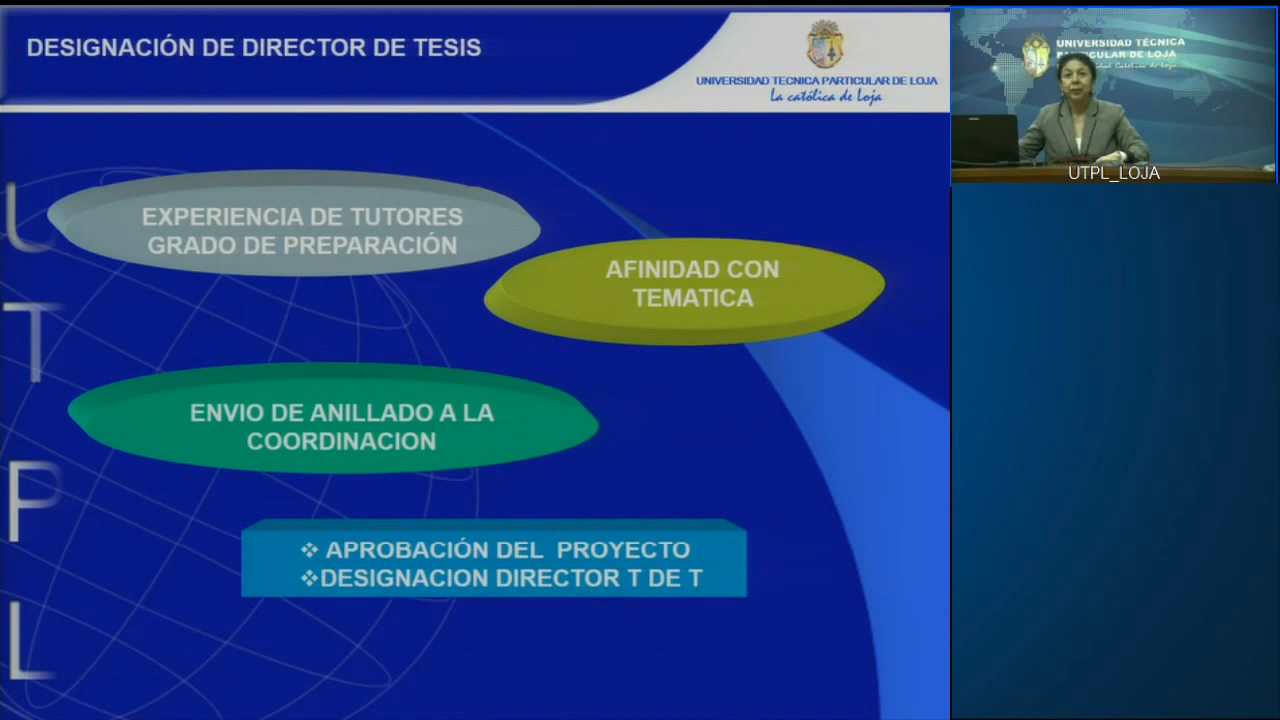 DESIGNACIÓN DE DIRECTOR DE TESIS
UNIVERSIDAD TECNICA PARTICULAR DE LOJA
La católica de Loja
UNIVERSIDAD TÉCNICA
PARTICULAR DE LOJA
UTPL_LOJA
U
T
P
L
EXPERIENCIA DE TUTORES
GRADO DE PREPARACIÓN
AFINIDAD CON
TEMATICA
ENVIO DE ANILLADO A LA
COORDINACION
❖ APROBACIÓN DEL PROYECTO
❖DESIGNACION DIRECTOR T DE T